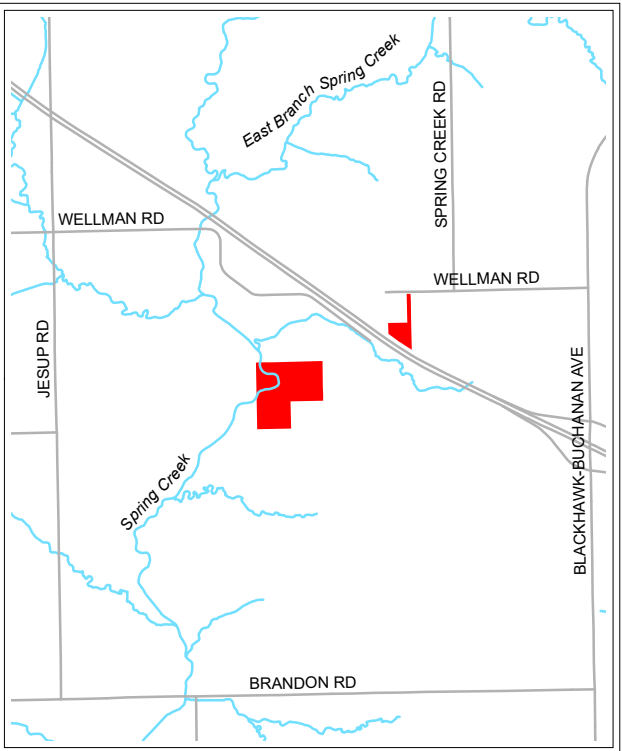 East Branch Spring Creek
SPRING CREEK RD
WELLMAN RD
WELLMAN RD
JESUP RD
BLACKHAWK-BUCHANAN AVE
Spring Creek
BRANDON RD